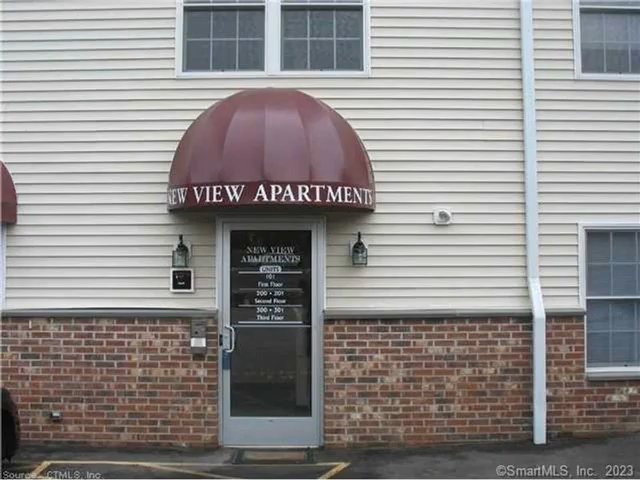 NEW VIEW APARTMENTS
NEW VIEW
APARTMENTS
UNITS
101
First Floor
200 • 201
Second Floor
300 • 301
Third Floor
Source: CTMLS, Inc.
©SmartMLS, Inc. 2023